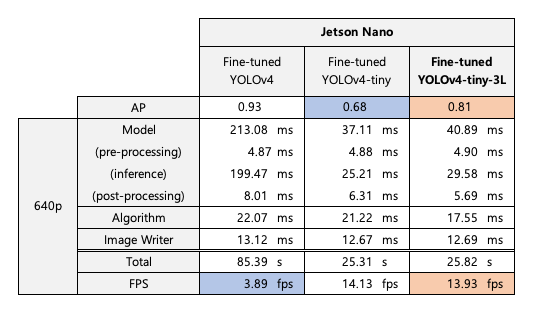 Jetson Nano
Fine-tuned YOLOv4 Fine-tuned YOLOv4-tiny Fine-tuned YOLOv4-tiny-3L
AP 0.93 0.68 0.81
640p
Model 213.08 ms 37.11 ms 40.89 ms
(pre-processing) 4.87 ms 4.88 ms 4.90 ms
(inference) 199.47 ms 25.21 ms 29.58 ms
(post-processing) 8.01 ms 6.31 ms 5.69 ms
Algorithm 22.07 ms 21.22 ms 17.55 ms
Image Writer 13.12 ms 12.67 ms 12.69 ms
Total 85.39 s 25.31 s 25.82 s
FPS 3.89 fps 14.13 fps 13.93 fps